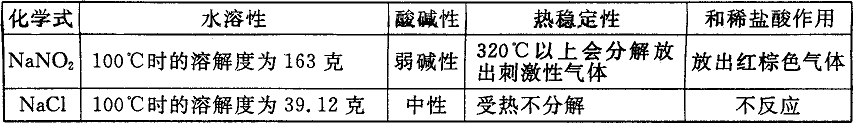 化学式 水溶性 酸碱性 热稳定性 和稀盐酸作用
NaNO₂ 100℃时的溶解度为163克 弱碱性 320℃以上会分解放出刺激性气体 放出红棕色气体
NaCl 100℃时的溶解度为39.12克 中性 受热不分解 不反应